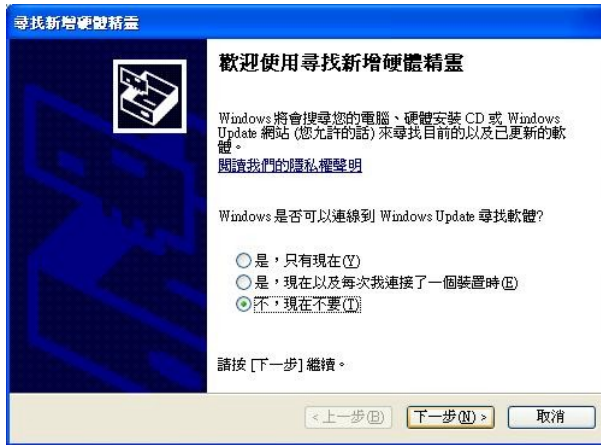 尋找新增硬體精靈
歡迎使用尋找新增硬體精靈
Windows 將會搜尋您的電腦、硬體安裝 CD 或 Windows
Update 網站 (您允許的話) 來尋找目前的以及已更新的軟
體。
閱讀我們的隱私權聲明
Windows 是否可以連線到 Windows Update 尋找軟體?
是，只有現在(Y)
是，現在以及每次我連接了一個裝置時(E)
不，現在不要(T)
請按 [下一步] 繼續。
< 上一步(B) 下一步(N) > 取消